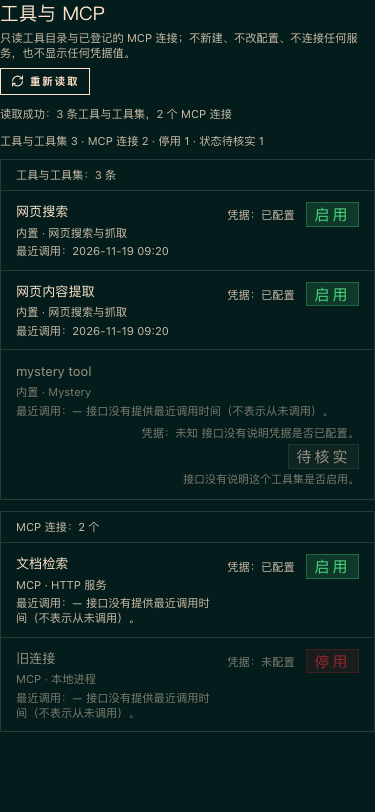 工具与 MCP
只读工具目录与已登记的 MCP 连接；不新建、不改配置、不连接任何服
务，也不显示任何凭据值。
重新读取
读取成功：3 条工具与工具集，2 个 MCP 连接
工具与工具集 3 · MCP 连接 2 · 停用 1 · 状态待核实 1
工具与工具集：3 条
网页搜索
凭据：已配置
启用
内置 · 网页搜索与抓取
最近调用：2026-11-19 09:20
网页内容提取
凭据：已配置
启用
内置 · 网页搜索与抓取
最近调用：2026-11-19 09:20
mystery tool
内置 · Mystery
最近调用：— 接口没有提供最近调用时间（不表示从未调用）。
凭据：未知 接口没有说明凭据是否已配置。
待核实
接口没有说明这个工具集是否启用。
MCP 连接：2 个
文档检索
凭据：已配置
启用
MCP · HTTP 服务
最近调用：— 接口没有提供最近调用时
间（不表示从未调用）。
旧连接
凭据：未配置
停用
MCP · 本地进程
最近调用：— 接口没有提供最近调用时
间（不表示从未调用）。